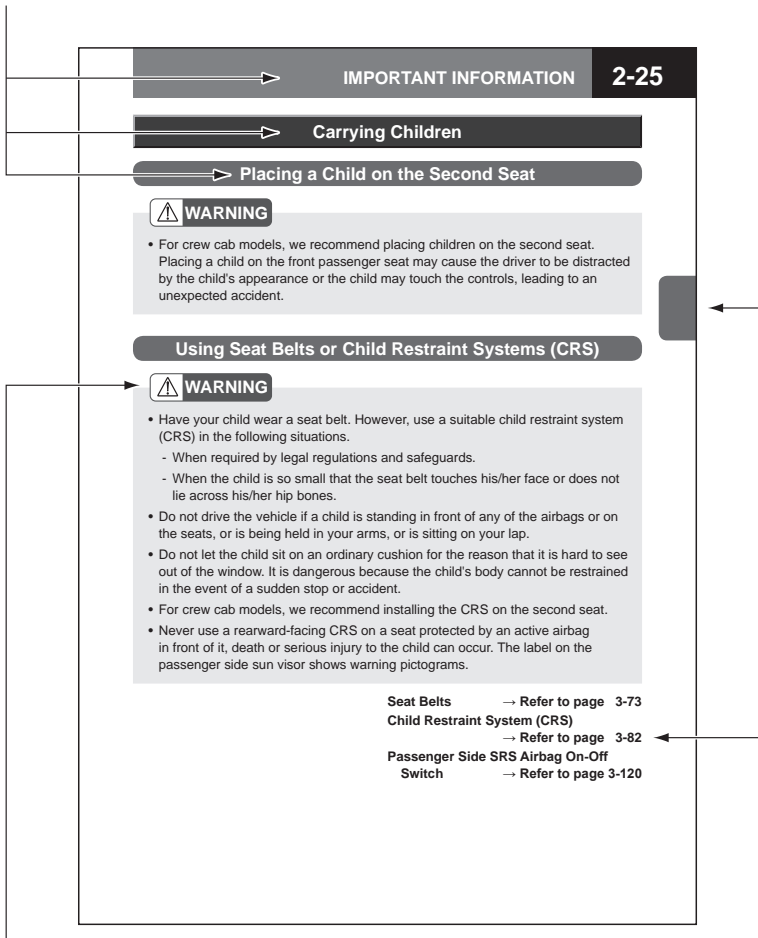 IMPORTANT INFORMATION 2-25
Carrying Children
Placing a Child on the Second Seat
WARNING
• For crew cab models, we recommend placing children on the second seat.
Placing a child on the front passenger seat may cause the driver to be distracted
by the child's appearance or the child may touch the controls, leading to an
unexpected accident.
Using Seat Belts or Child Restraint Systems (CRS)
WARNING
• Have your child wear a seat belt. However, use a suitable child restraint system
(CRS) in the following situations.
- When required by legal regulations and safeguards.
- When the child is so small that the seat belt touches his/her face or does not
lie across his/her hip bones.
• Do not drive the vehicle if a child is standing in front of any of the airbags or on
the seats, or is being held in your arms, or is sitting on your lap.
• Do not let the child sit on an ordinary cushion for the reason that it is hard to see
out of the window. It is dangerous because the child's body cannot be restrained
in the event of a sudden stop or accident.
• For crew cab models, we recommend installing the CRS on the second seat.
• Never use a rearward-facing CRS on a seat protected by an active airbag
in front of it, death or serious injury to the child can occur. The label on the
passenger side sun visor shows warning pictograms.
Seat Belts → Refer to page 3-73
Child Restraint System (CRS)
→ Refer to page 3-82
Passenger Side SRS Airbag On-Off
Switch → Refer to page 3-120